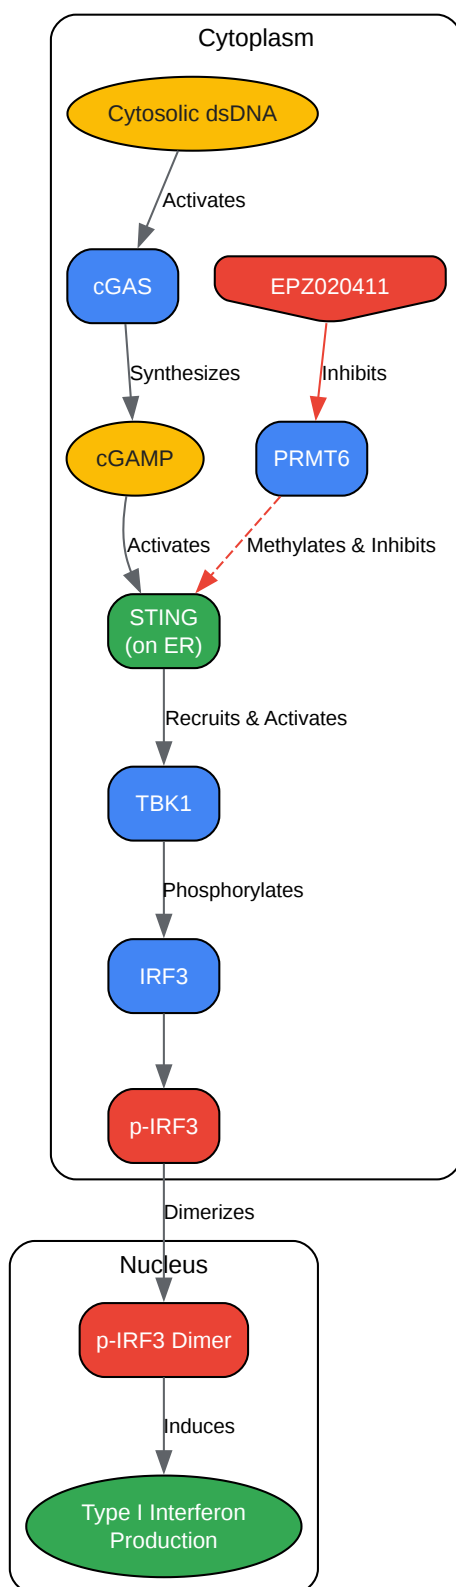 Cytoplasm
Cytosolic dsDNA
Activates
cGAS
EPZ020411
Synthesizes
Inhibits
cGAMP
PRMT6
Activates
Methylates & Inhibits
STING
(on ER)
Recruits & Activates
TBK1
Phosphorylates
IRF3
p-IRF3
Dimerizes
Nucleus
p-IRF3 Dimer
Induces
Type I Interferon
Production